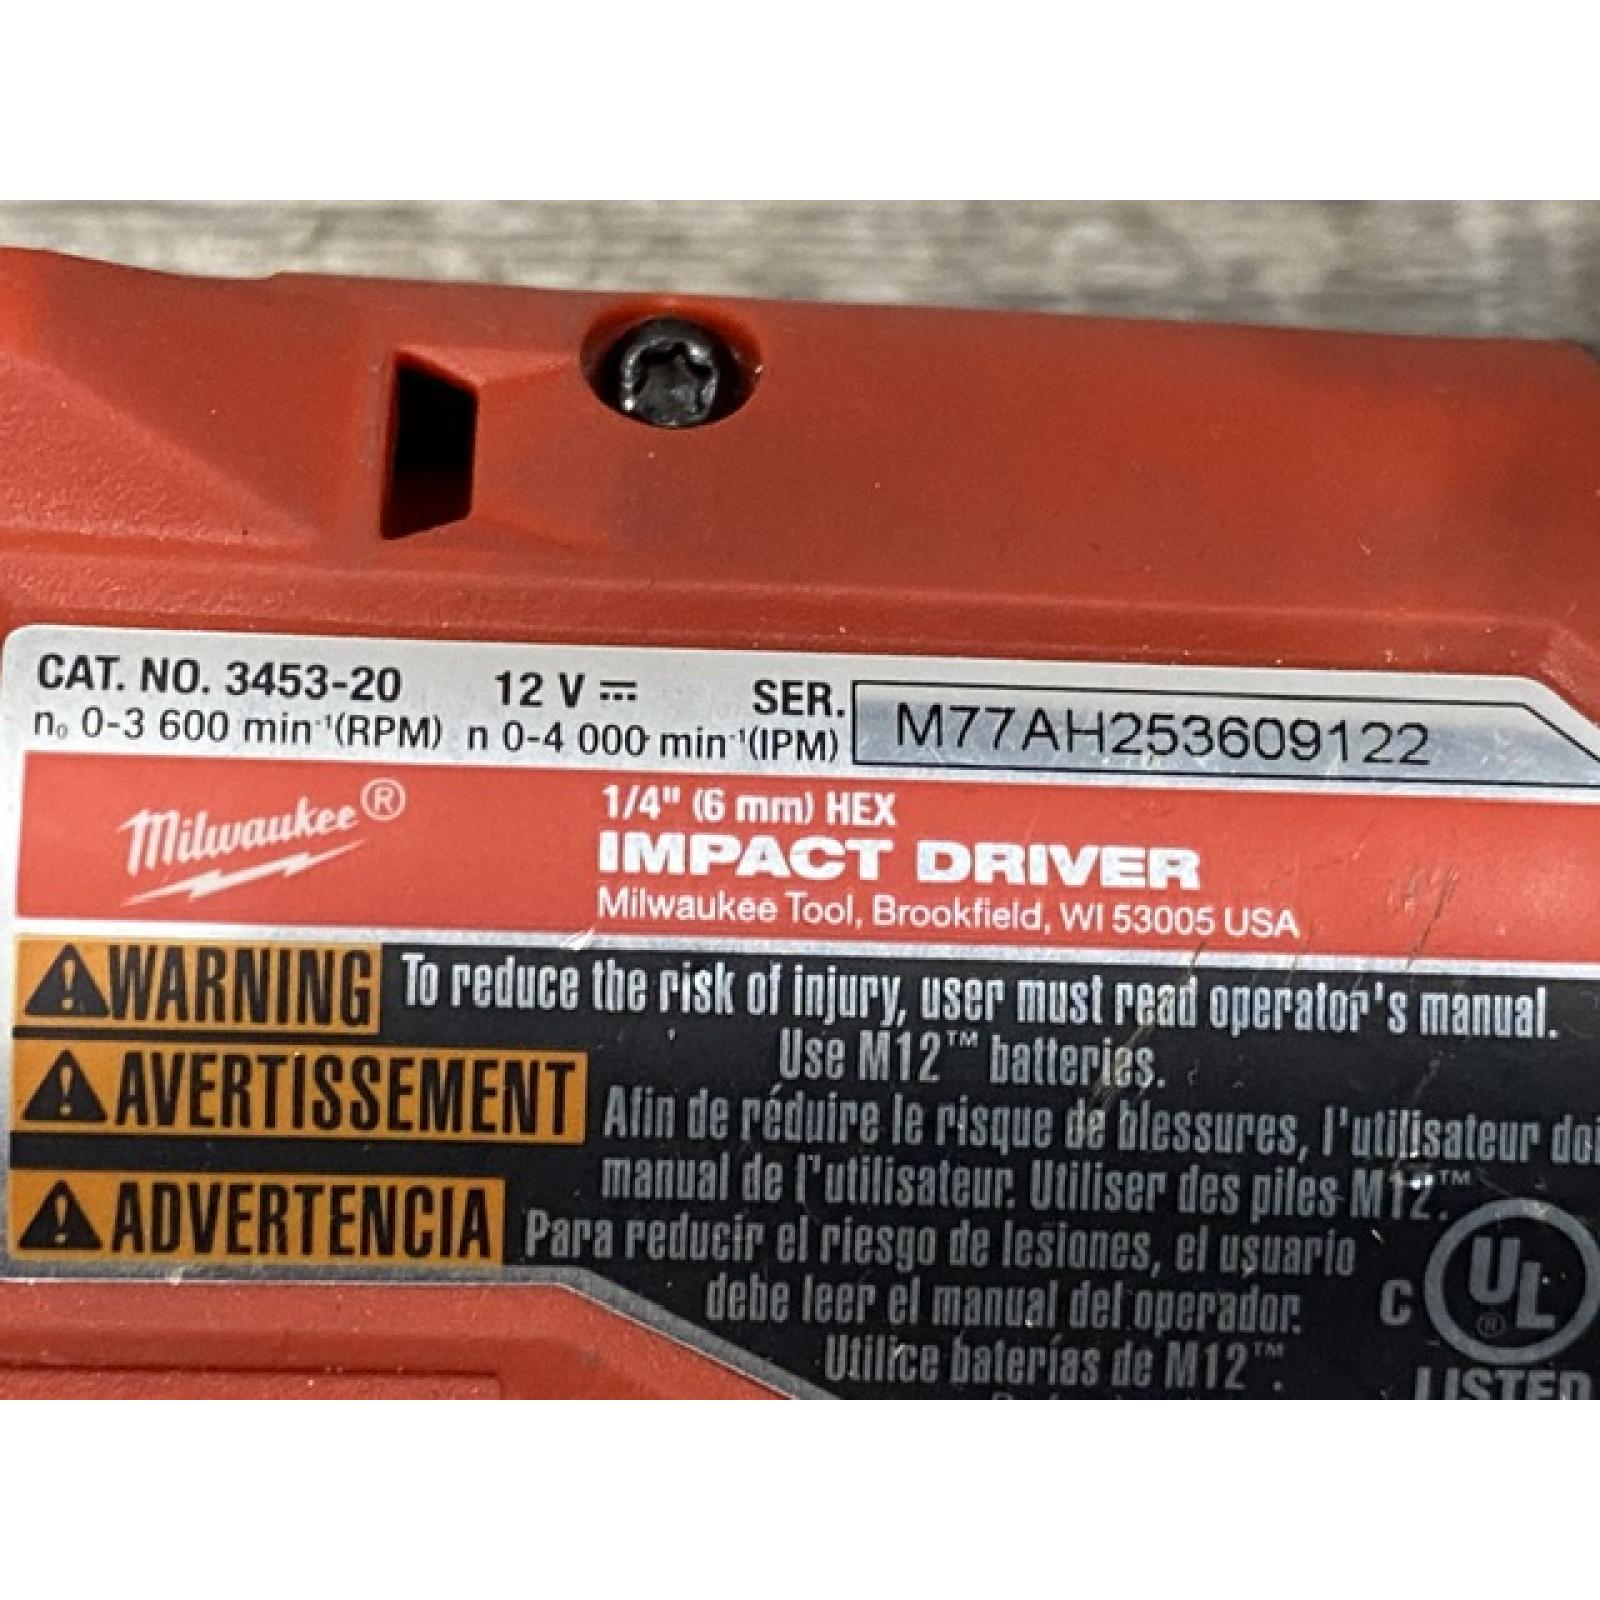 CAT. NO. 3453-20 12 V SER. M77AH253609122
n₀ 0-3 600 min⁻¹(RPM) n 0-4 000 min⁻¹(IPM)
Milwaukee®
1/4" (6 mm) HEX
IMPACT DRIVER
Milwaukee Tool, Brookfield, WI 53005 USA
WARNING To reduce the risk of injury, user must read operator's manual.
Use M12™ batteries.
AVERTISSEMENT Afin de réduire le risque de blessures, l'utilisateur doi
manual de l'utilisateur. Utiliser des piles M12™.
ADVERTENCIA Para reducir el riesgo de lesiones, el usuario
debe leer el manual del operador.
Utilice baterías de M12™.
C UL ®
LISTED